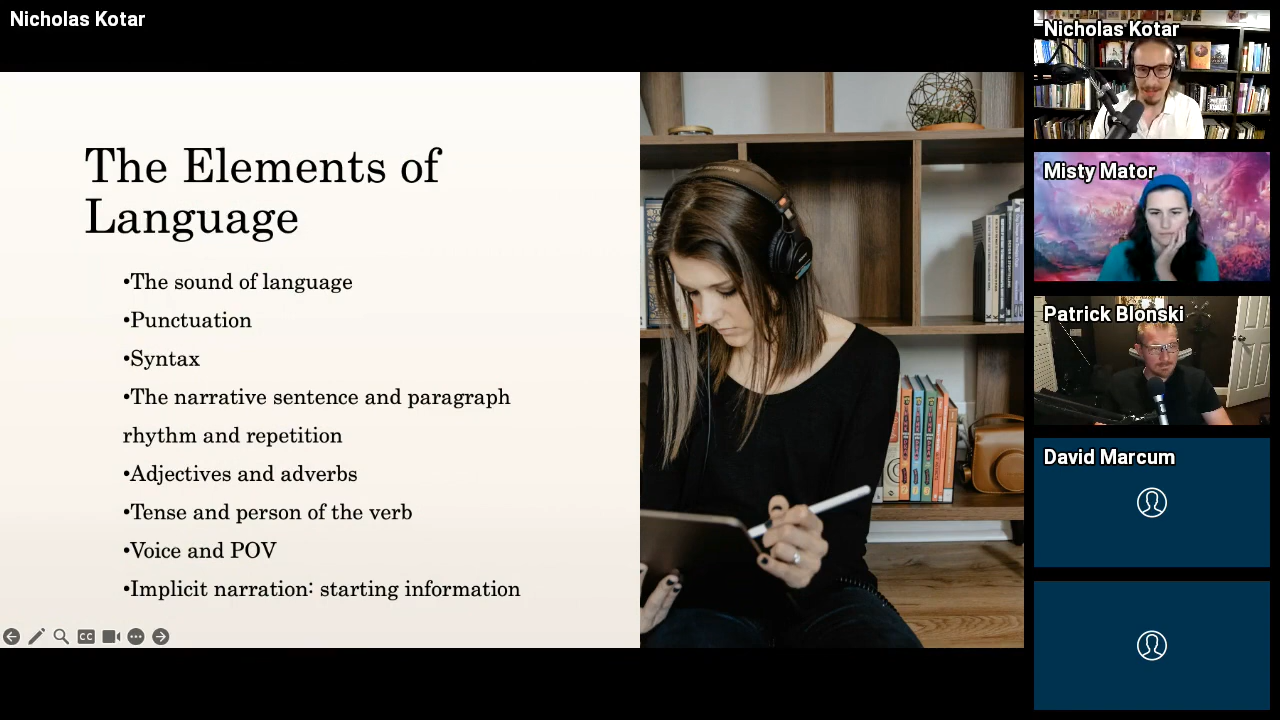 Nicholas Kotar
The Elements of
Language
•The sound of language
•Punctuation
•Syntax
•The narrative sentence and paragraph
rhythm and repetition
•Adjectives and adverbs
•Tense and person of the verb
•Voice and POV
•Implicit narration: starting information
CC
Nicholas Kotar
Misty Mator
Patrick Blonski
David Marcum